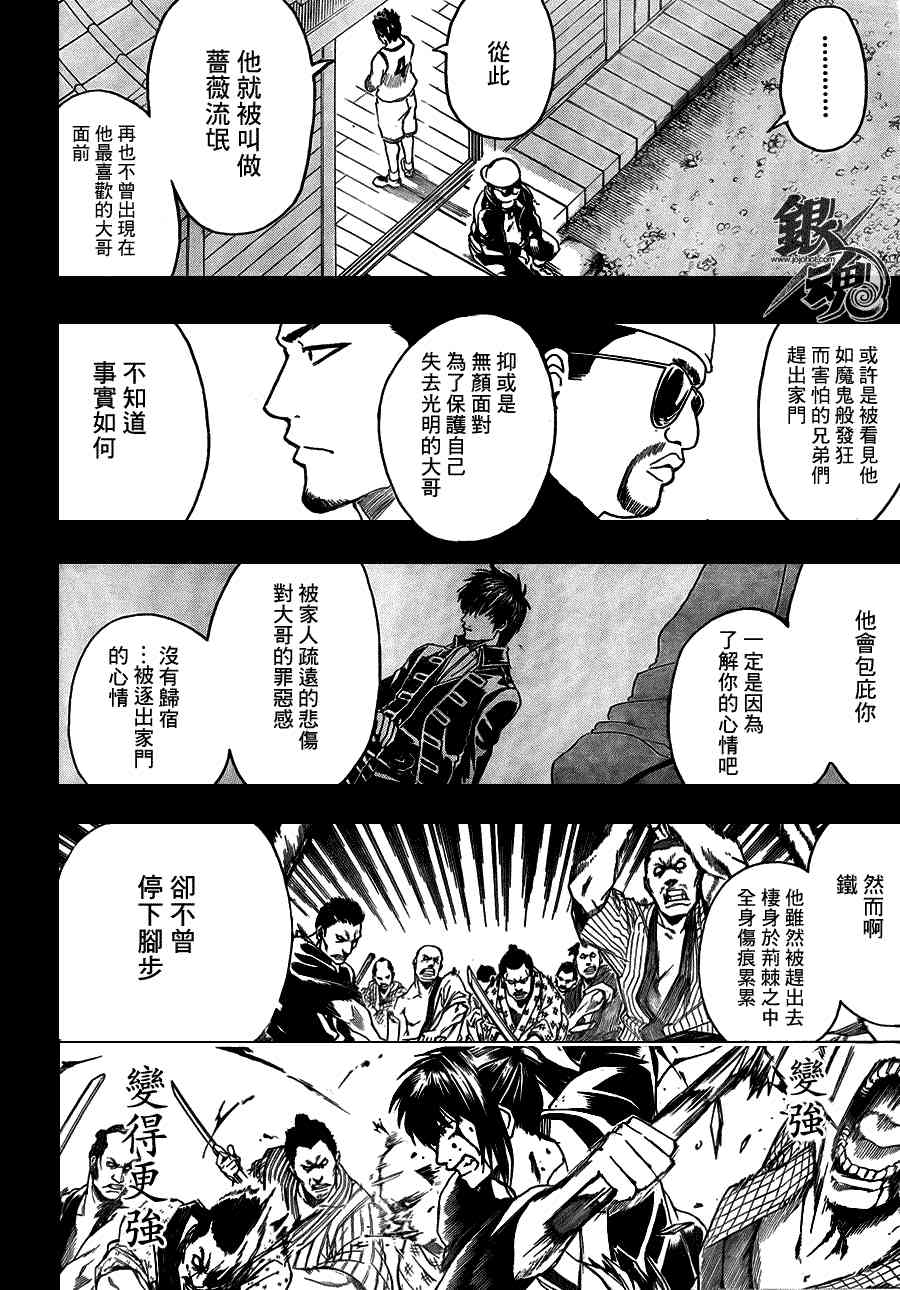 …………
從此
他就被叫做
薔薇流氓
再也不曾出現在
他最喜歡的大哥
面前
銀魂
www.jojohot.com
或許是被看見他
如魔鬼般發狂
而害怕的兄弟們
趕出家門
抑或是
無顏面對
為了保護自己
失去光明的大哥
不知道
事實如何
他會包庇你
一定是因為
了解你的心情吧
被家人疏遠的悲傷
對大哥的罪惡感
沒有歸宿
…被逐出家門
的心情
然而啊
鐵
他雖然被趕出去
棲身於荊棘之中
全身傷痕累累
卻不曾
停下腳步
變強
變得更強